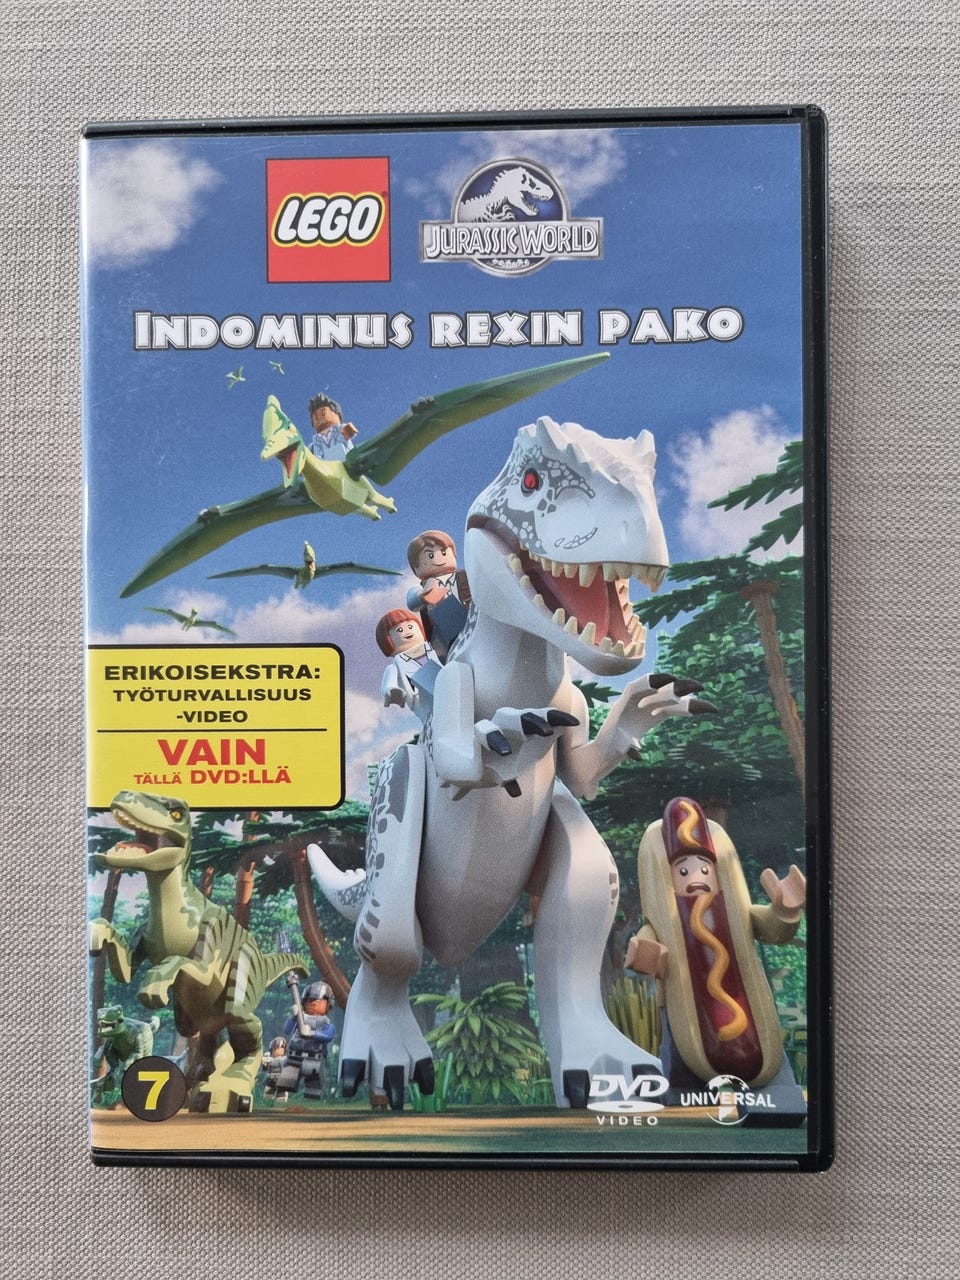 LEGO
JURASSIC WORLD
INDOMINUS REXIN PAKO
ERIKOISEKSTRA:
TYÖTURVALLISUUS
-VIDEO
VAIN
TÄLLÄ DVD:LLÄ
7
DVD
VIDEO
UNIVERSAL